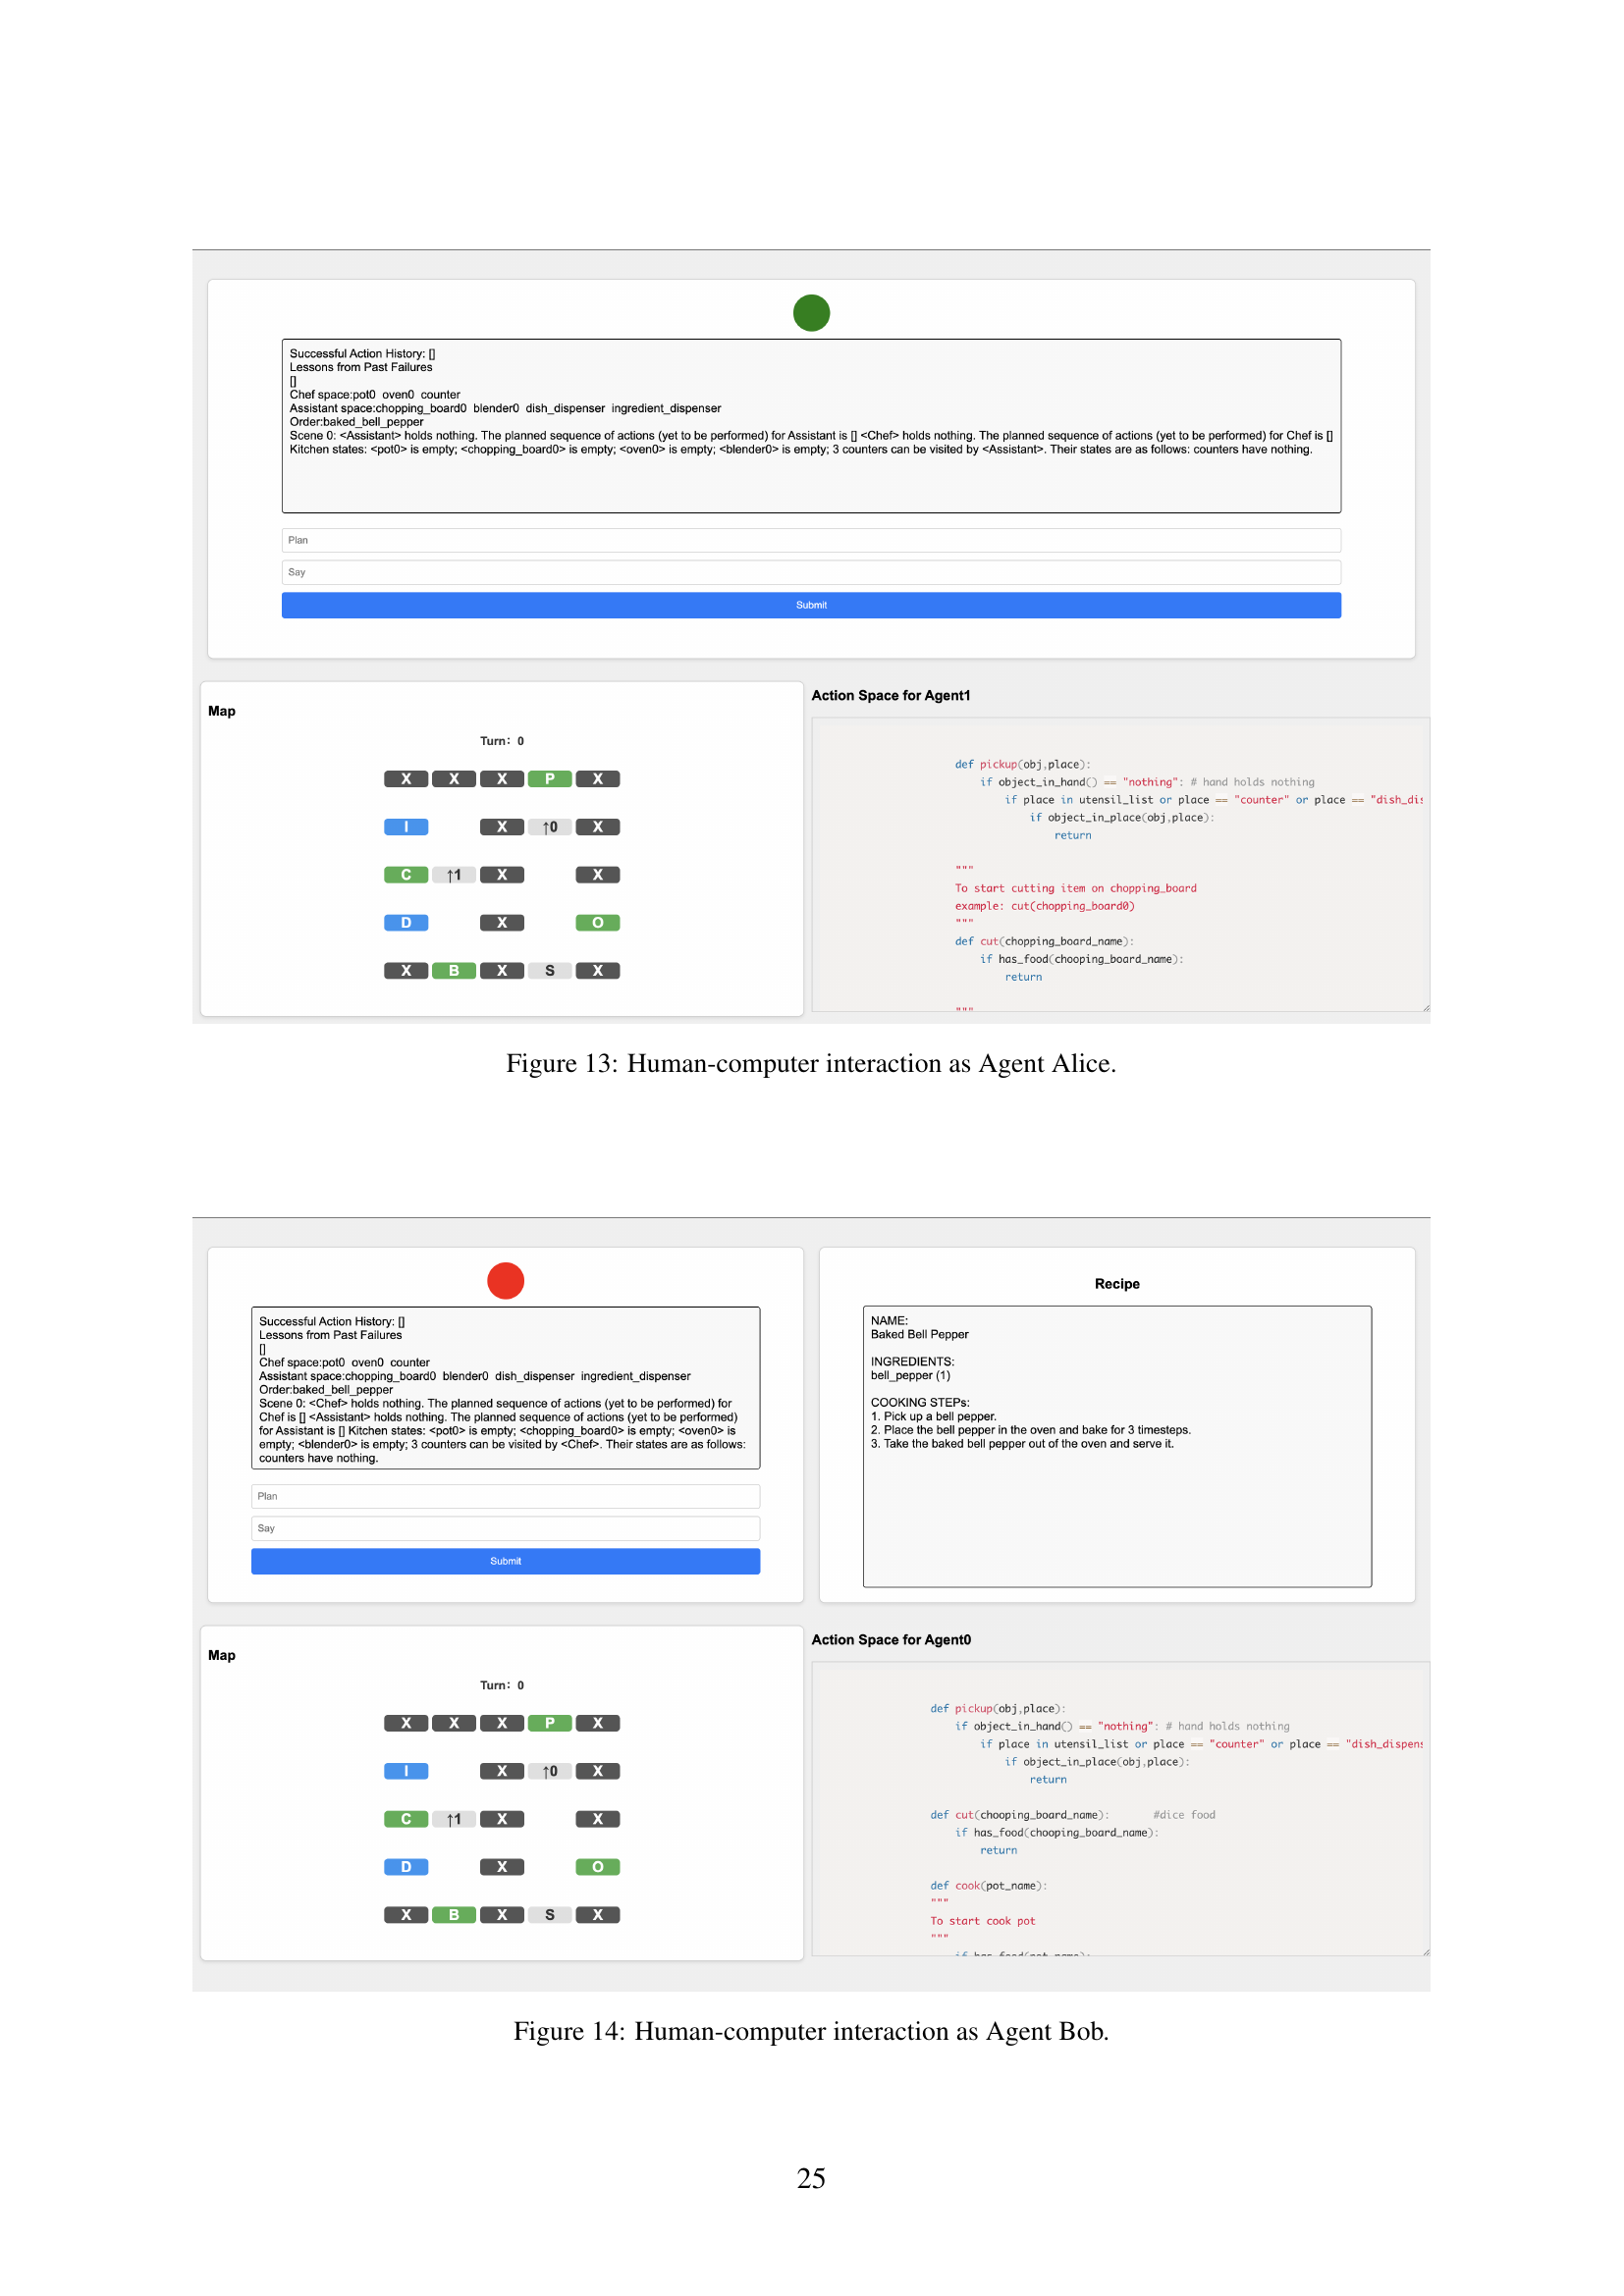 Successful Action History: []
Lessons from Past Failures
[]
Chef space:pot0 oven0 counter
Assistant space:chopping_board0 blender0 dish_dispenser ingredient_dispenser
Order:baked_bell_pepper
Scene 0: <Assistant> holds nothing. The planned sequence of actions (yet to be performed) for Assistant is [] <Chef> holds nothing. The planned sequence of actions (yet to be performed) for Chef is []
Kitchen states: <pot0> is empty; <chopping_board0> is empty; <oven0> is empty; <blender0> is empty; 3 counters can be visited by <Assistant>. Their states are as follows: counters have nothing.
Plan
Say
Submit
Map
Turn: 0
X X X P X
I X ↑0 X
C ↑1 X X
D X O
X B X S X
Action Space for Agent1
def pickup(obj,place):
if object_in_hand() == "nothing": # hand holds nothing
if place in utensil_list or place == "counter" or place == "dish_dis
if object_in_place(obj,place):
return
"""
To start cutting item on chopping_board
example: cut(chopping_board0)
"""
def cut(chopping_board_name):
if has_food(chooping_board_name):
return
"""
Figure 13: Human-computer interaction as Agent Alice.
Successful Action History: []
Lessons from Past Failures
[]
Chef space:pot0 oven0 counter
Assistant space:chopping_board0 blender0 dish_dispenser ingredient_dispenser
Order:baked_bell_pepper
Scene 0: <Chef> holds nothing. The planned sequence of actions (yet to be performed) for
Chef is [] <Assistant> holds nothing. The planned sequence of actions (yet to be performed)
for Assistant is [] Kitchen states: <pot0> is empty; <chopping_board0> is empty; <oven0> is
empty; <blender0> is empty; 3 counters can be visited by <Chef>. Their states are as follows:
counters have nothing.
Plan
Say
Submit
Recipe
NAME:
Baked Bell Pepper
INGREDIENTS:
bell_pepper (1)
COOKING STEPs:
1. Pick up a bell pepper.
2. Place the bell pepper in the oven and bake for 3 timesteps.
3. Take the baked bell pepper out of the oven and serve it.
Map
Turn: 0
X X X P X
I X ↑0 X
C ↑1 X X
D X O
X B X S X
Action Space for Agent0
def pickup(obj,place):
if object_in_hand() == "nothing": # hand holds nothing
if place in utensil_list or place == "counter" or place == "dish_dispens
if object_in_place(obj,place):
return
def cut(chooping_board_name): #dice food
if has_food(chooping_board_name):
return
def cook(pot_name):
"""
To start cook pot
"""
if has_food(pot_name):
Figure 14: Human-computer interaction as Agent Bob.
25